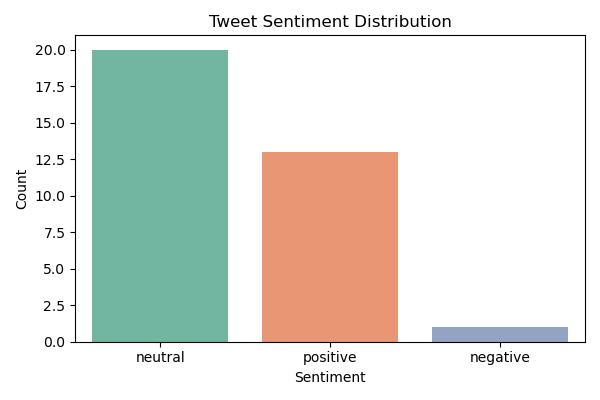 Tweet Sentiment Distribution
20.0
17.5
15.0
12.5
10.0
7.5
5.0
2.5
0.0
Count
neutral positive negative
Sentiment